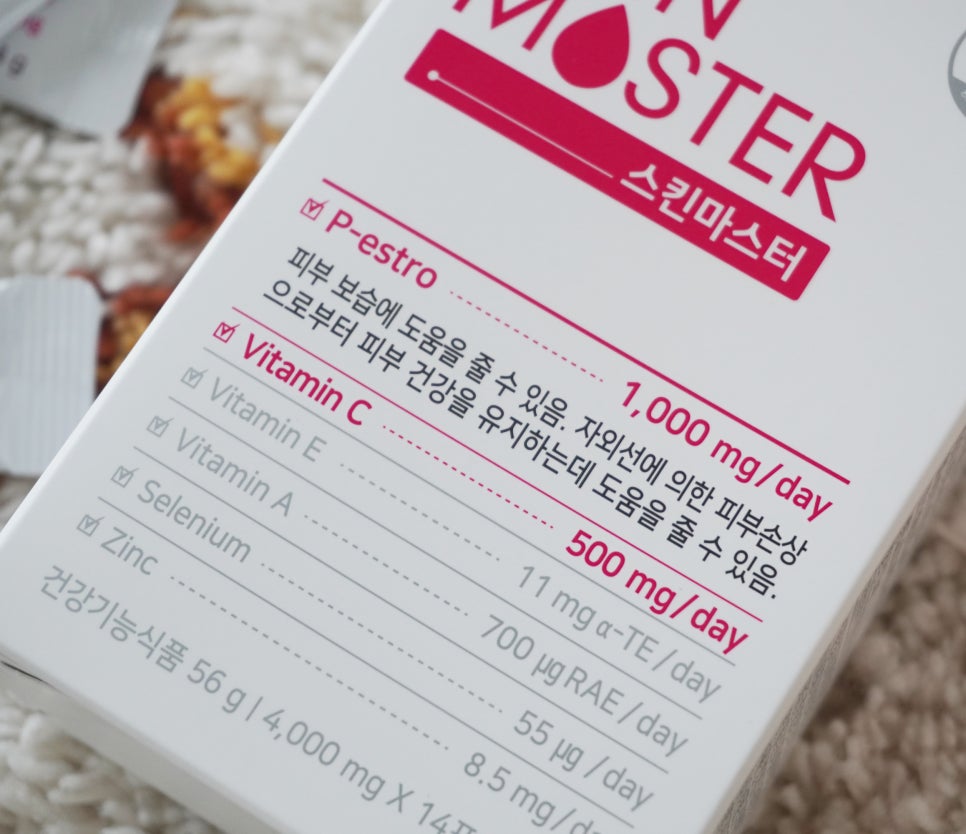 N
MASTER
스킨마스터
P-estro 1,000 mg/day
피부 보습에 도움을 줄 수 있음. 자외선에 의한 피부손상
으로부터 피부 건강을 유지하는데 도움을 줄 수 있음.
Vitamin C 500 mg/day
Vitamin E 11 mg α-TE/day
Vitamin A 700 µgRAE/day
Selenium 55 µg/day
Zinc 8.5 mg/d
건강기능식품 56 g | 4,000 mg X 14
g